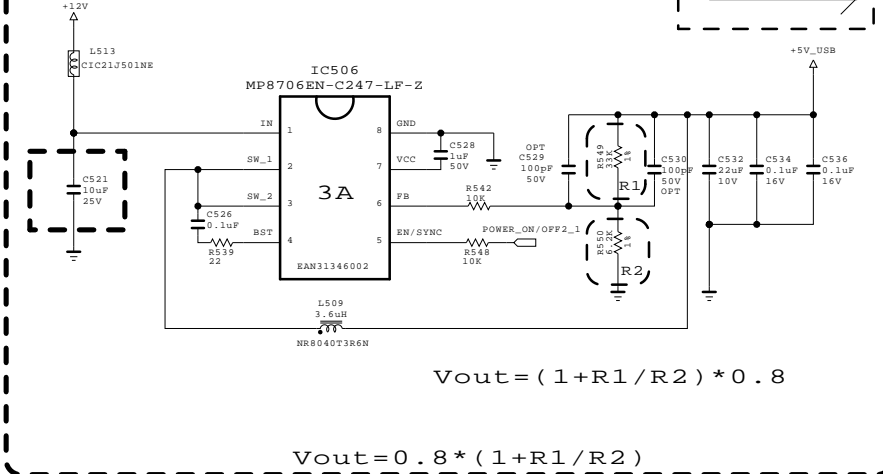 +12V
L513
CIC21J501NE
+5V_USB
IC506
MP8706EN-C247-LF-Z
IN
1
8
GND
SW_1
2
7
VCC
SW_2
3
6
FB
BST
4
5
EN/SYNC
3A
EAN31346002
C521
10uF
25V
C526
0.1uF
R539
22
C528
1uF
50V
R542
10K
POWER_ON/OFF2_1
R548
10K
OPT
C529
100pF
50V
R549
33K
1%
R1
C530
100pF
50V
OPT
R550
6.2K
1%
R2
C532
22uF
10V
C534
0.1uF
16V
C536
0.1uF
16V
L509
3.6uH
NR8040T3R6N
Vout=(1+R1/R2)*0.8
Vout=0.8*(1+R1/R2)